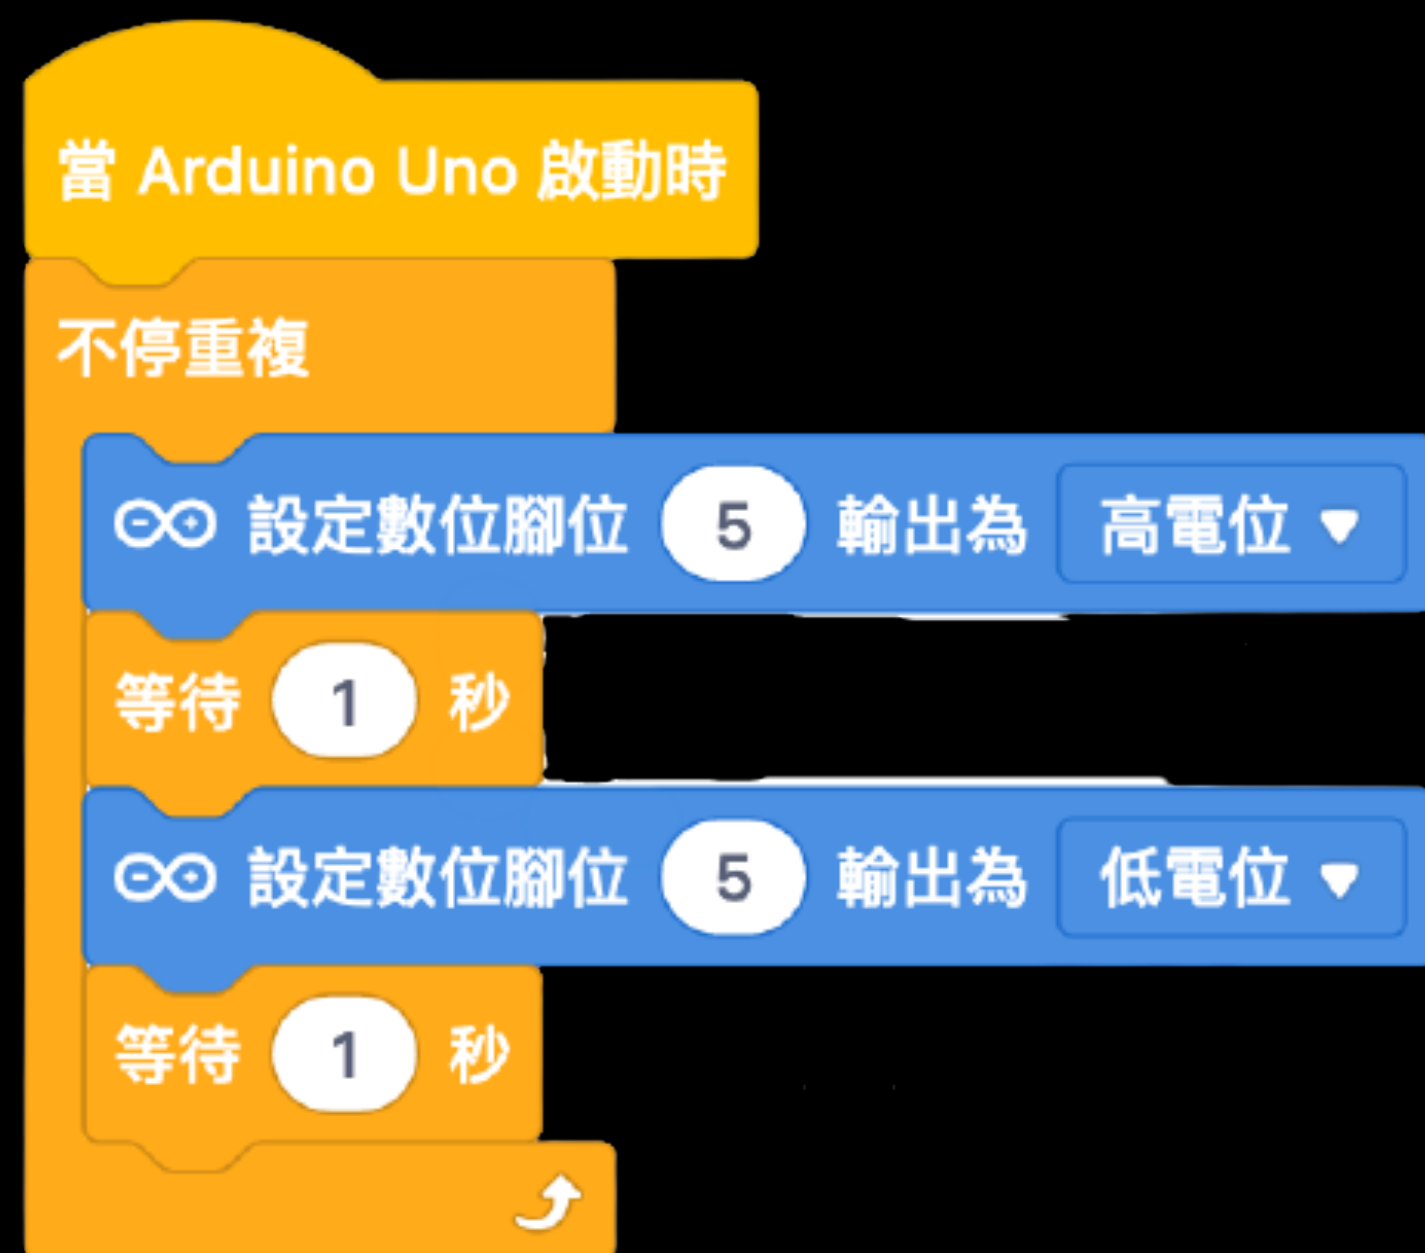 當 Arduino Uno 啟動時
不停重複
設定數位腳位 5 輸出為 高電位
等待 1 秒
設定數位腳位 5 輸出為 低電位
等待 1 秒